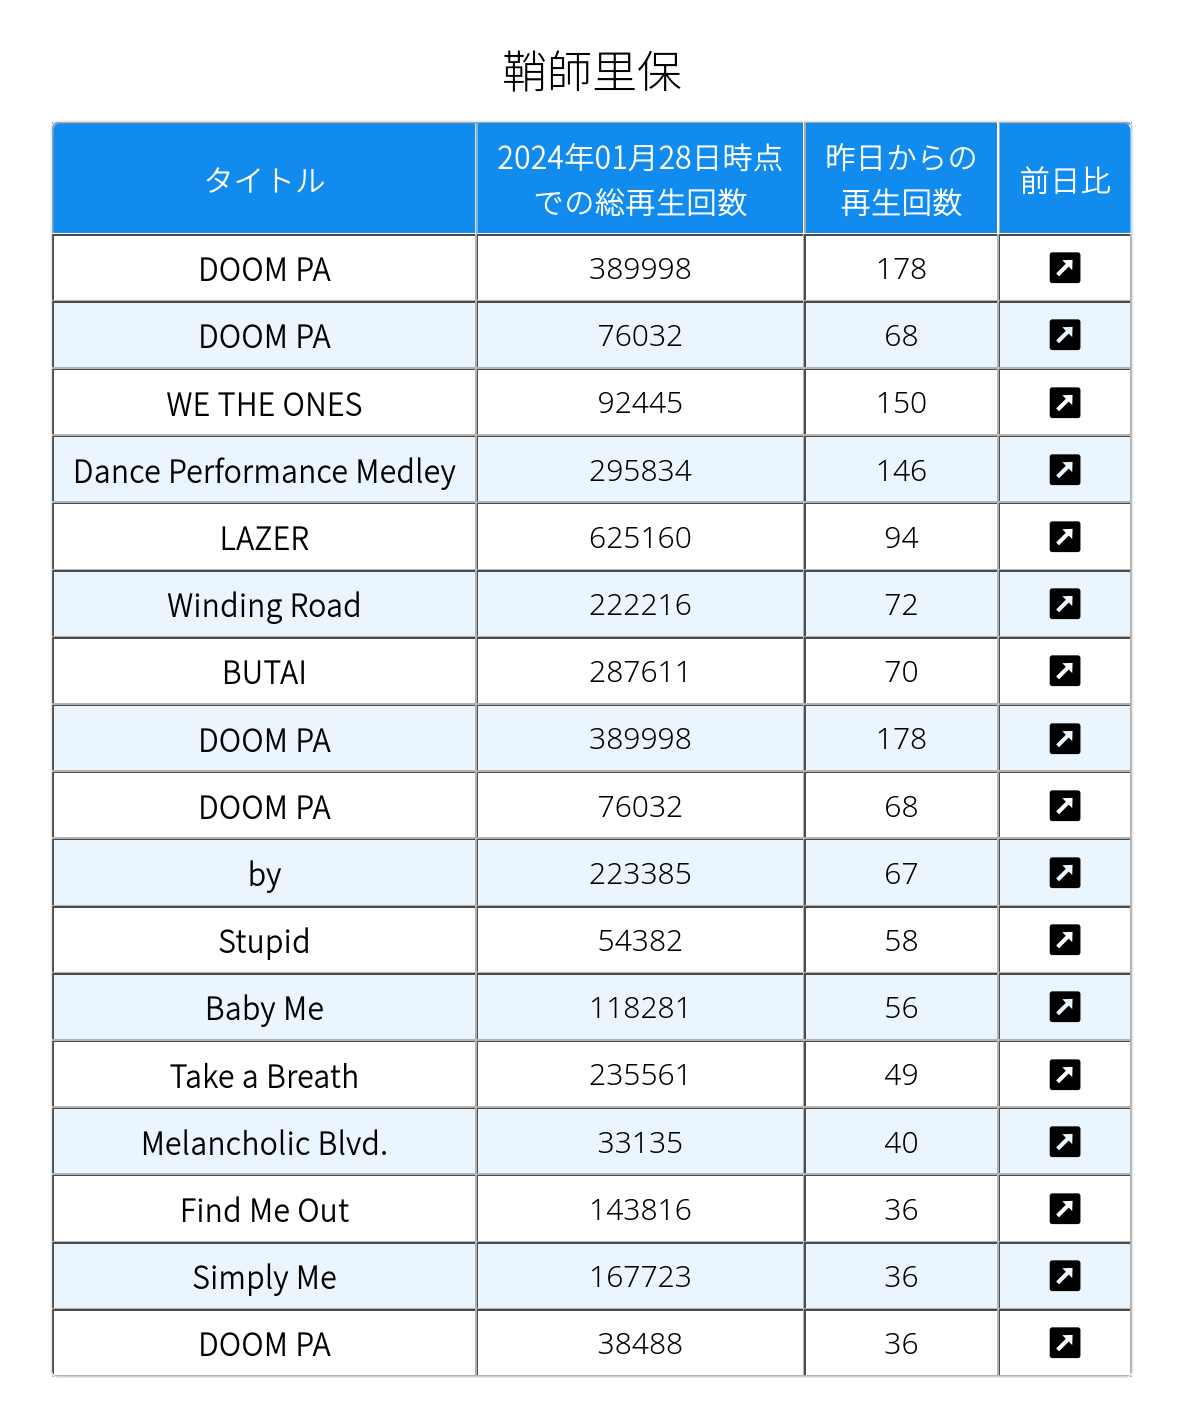 鞘師里保
タイトル
2024年01月28日時点
での総再生回数
昨日からの
再生回数
前日比
DOOM PA 389998 178
DOOM PA 76032 68
WE THE ONES 92445 150
Dance Performance Medley 295834 146
LAZER 625160 94
Winding Road 222216 72
BUTAI 287611 70
DOOM PA 389998 178
DOOM PA 76032 68
by 223385 67
Stupid 54382 58
Baby Me 118281 56
Take a Breath 235561 49
Melancholic Blvd. 33135 40
Find Me Out 143816 36
Simply Me 167723 36
DOOM PA 38488 36